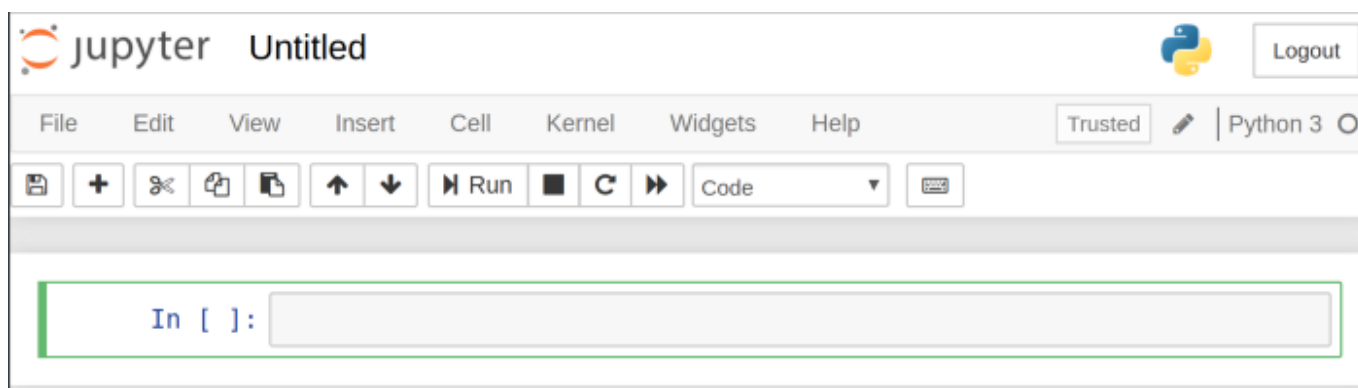 jupyter Untitled Logout
File Edit View Insert Cell Kernel Widgets Help Trusted Python 3
Run Code
In [ ]: